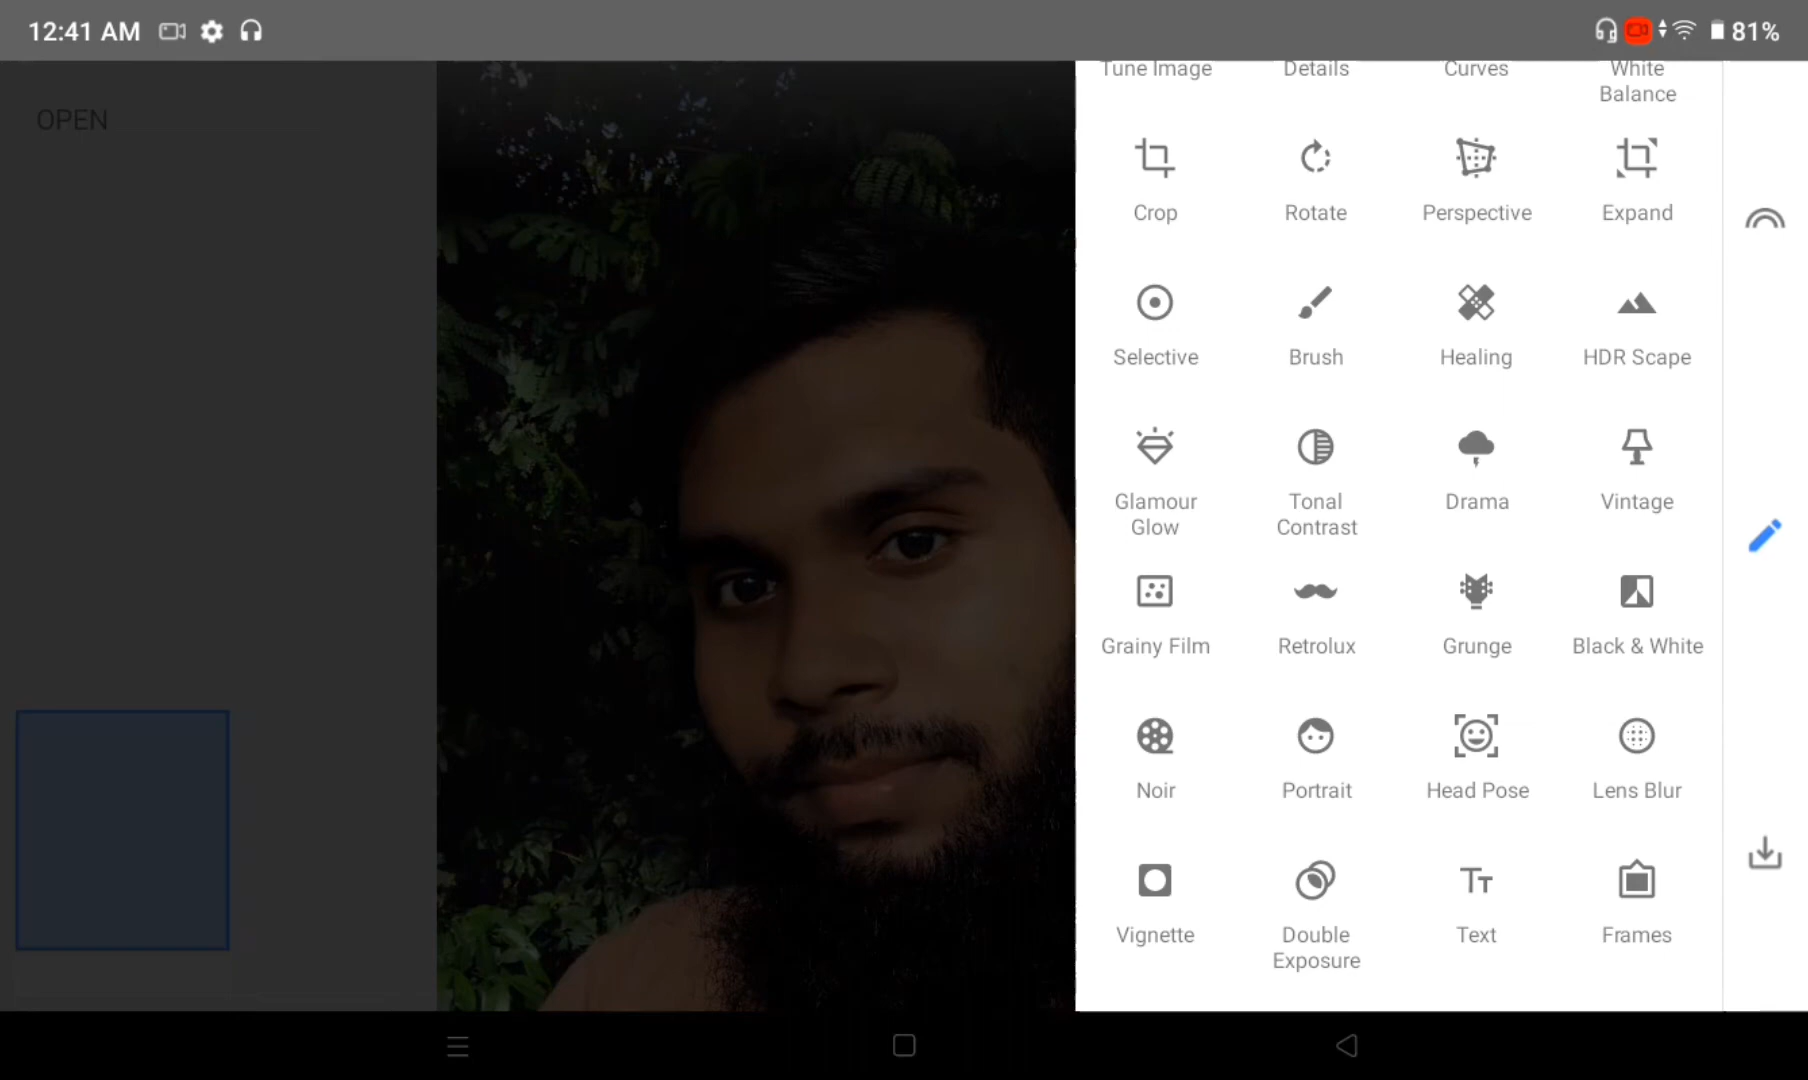 12:41 AM
81%
OPEN
Tune Image
Details
Curves
White
Balance
Crop
Rotate
Perspective
Expand
Selective
Brush
Healing
HDR Scape
Glamour
Glow
Tonal
Contrast
Drama
Vintage
Grainy Film
Retrolux
Grunge
Black & White
Noir
Portrait
Head Pose
Lens Blur
Vignette
Double
Exposure
Text
Frames